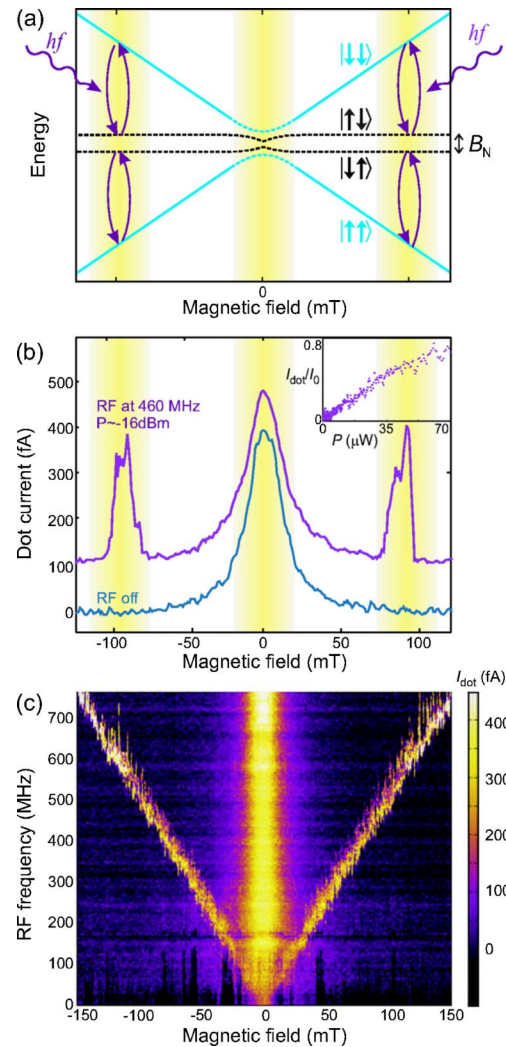 (a)
hf
hf
|↓↓⟩
|↑↓⟩
B_N
|↓↑⟩
|↑↑⟩
Energy
0
Magnetic field (mT)
(b)
500
400
300
200
100
0
Dot current (fA)
RF at 460 MHz
P~-16dBm
RF off
0.8
I_dot/I_0
0
0
35
70
P (μW)
-100
-50
0
50
100
Magnetic field (mT)
(c)
I_dot (fA)
400
300
200
100
0
700
600
500
400
300
200
100
0
RF frequency (MHz)
-150
-100
-50
0
50
100
150
Magnetic field (mT)